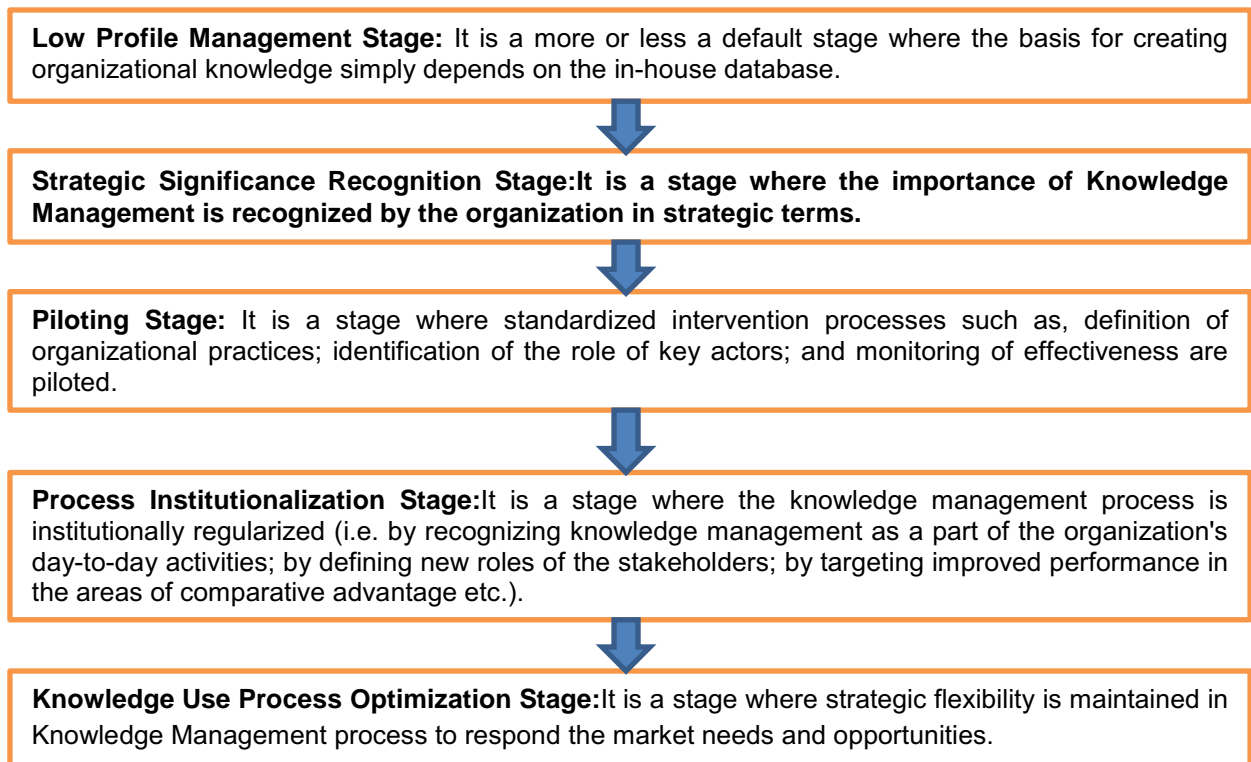 Low Profile Management Stage: It is a more or less a default stage where the basis for creating
organizational knowledge simply depends on the in-house database.
Strategic Significance Recognition Stage:It is a stage where the importance of Knowledge
Management is recognized by the organization in strategic terms.
Piloting Stage: It is a stage where standardized intervention processes such as, definition of
organizational practices; identification of the role of key actors; and monitoring of effectiveness are
piloted.
Process Institutionalization Stage:It is a stage where the knowledge management process is
institutionally regularized (i.e. by recognizing knowledge management as a part of the organization's
day-to-day activities; by defining new roles of the stakeholders; by targeting improved performance in
the areas of comparative advantage etc.).
Knowledge Use Process Optimization Stage:It is a stage where strategic flexibility is maintained in
Knowledge Management process to respond the market needs and opportunities.